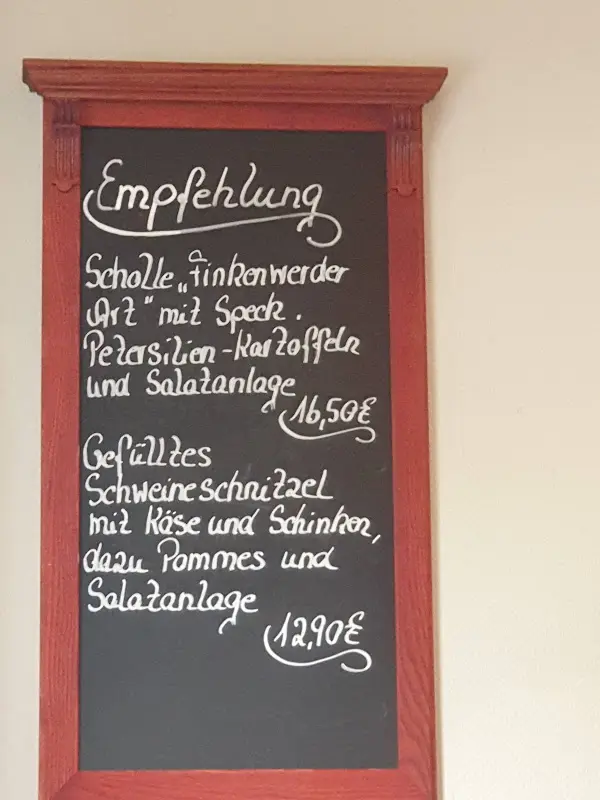 Empfehlung
Scholle „Finkenwerder
Art" mit Speck.
Petersilien-Kartoffeln
und Salatanlage
16,50€
Gefülltes
Schweineschnitzel
mit Käse und Schinken,
dazu Pommes und
Salatanlage
12,90€